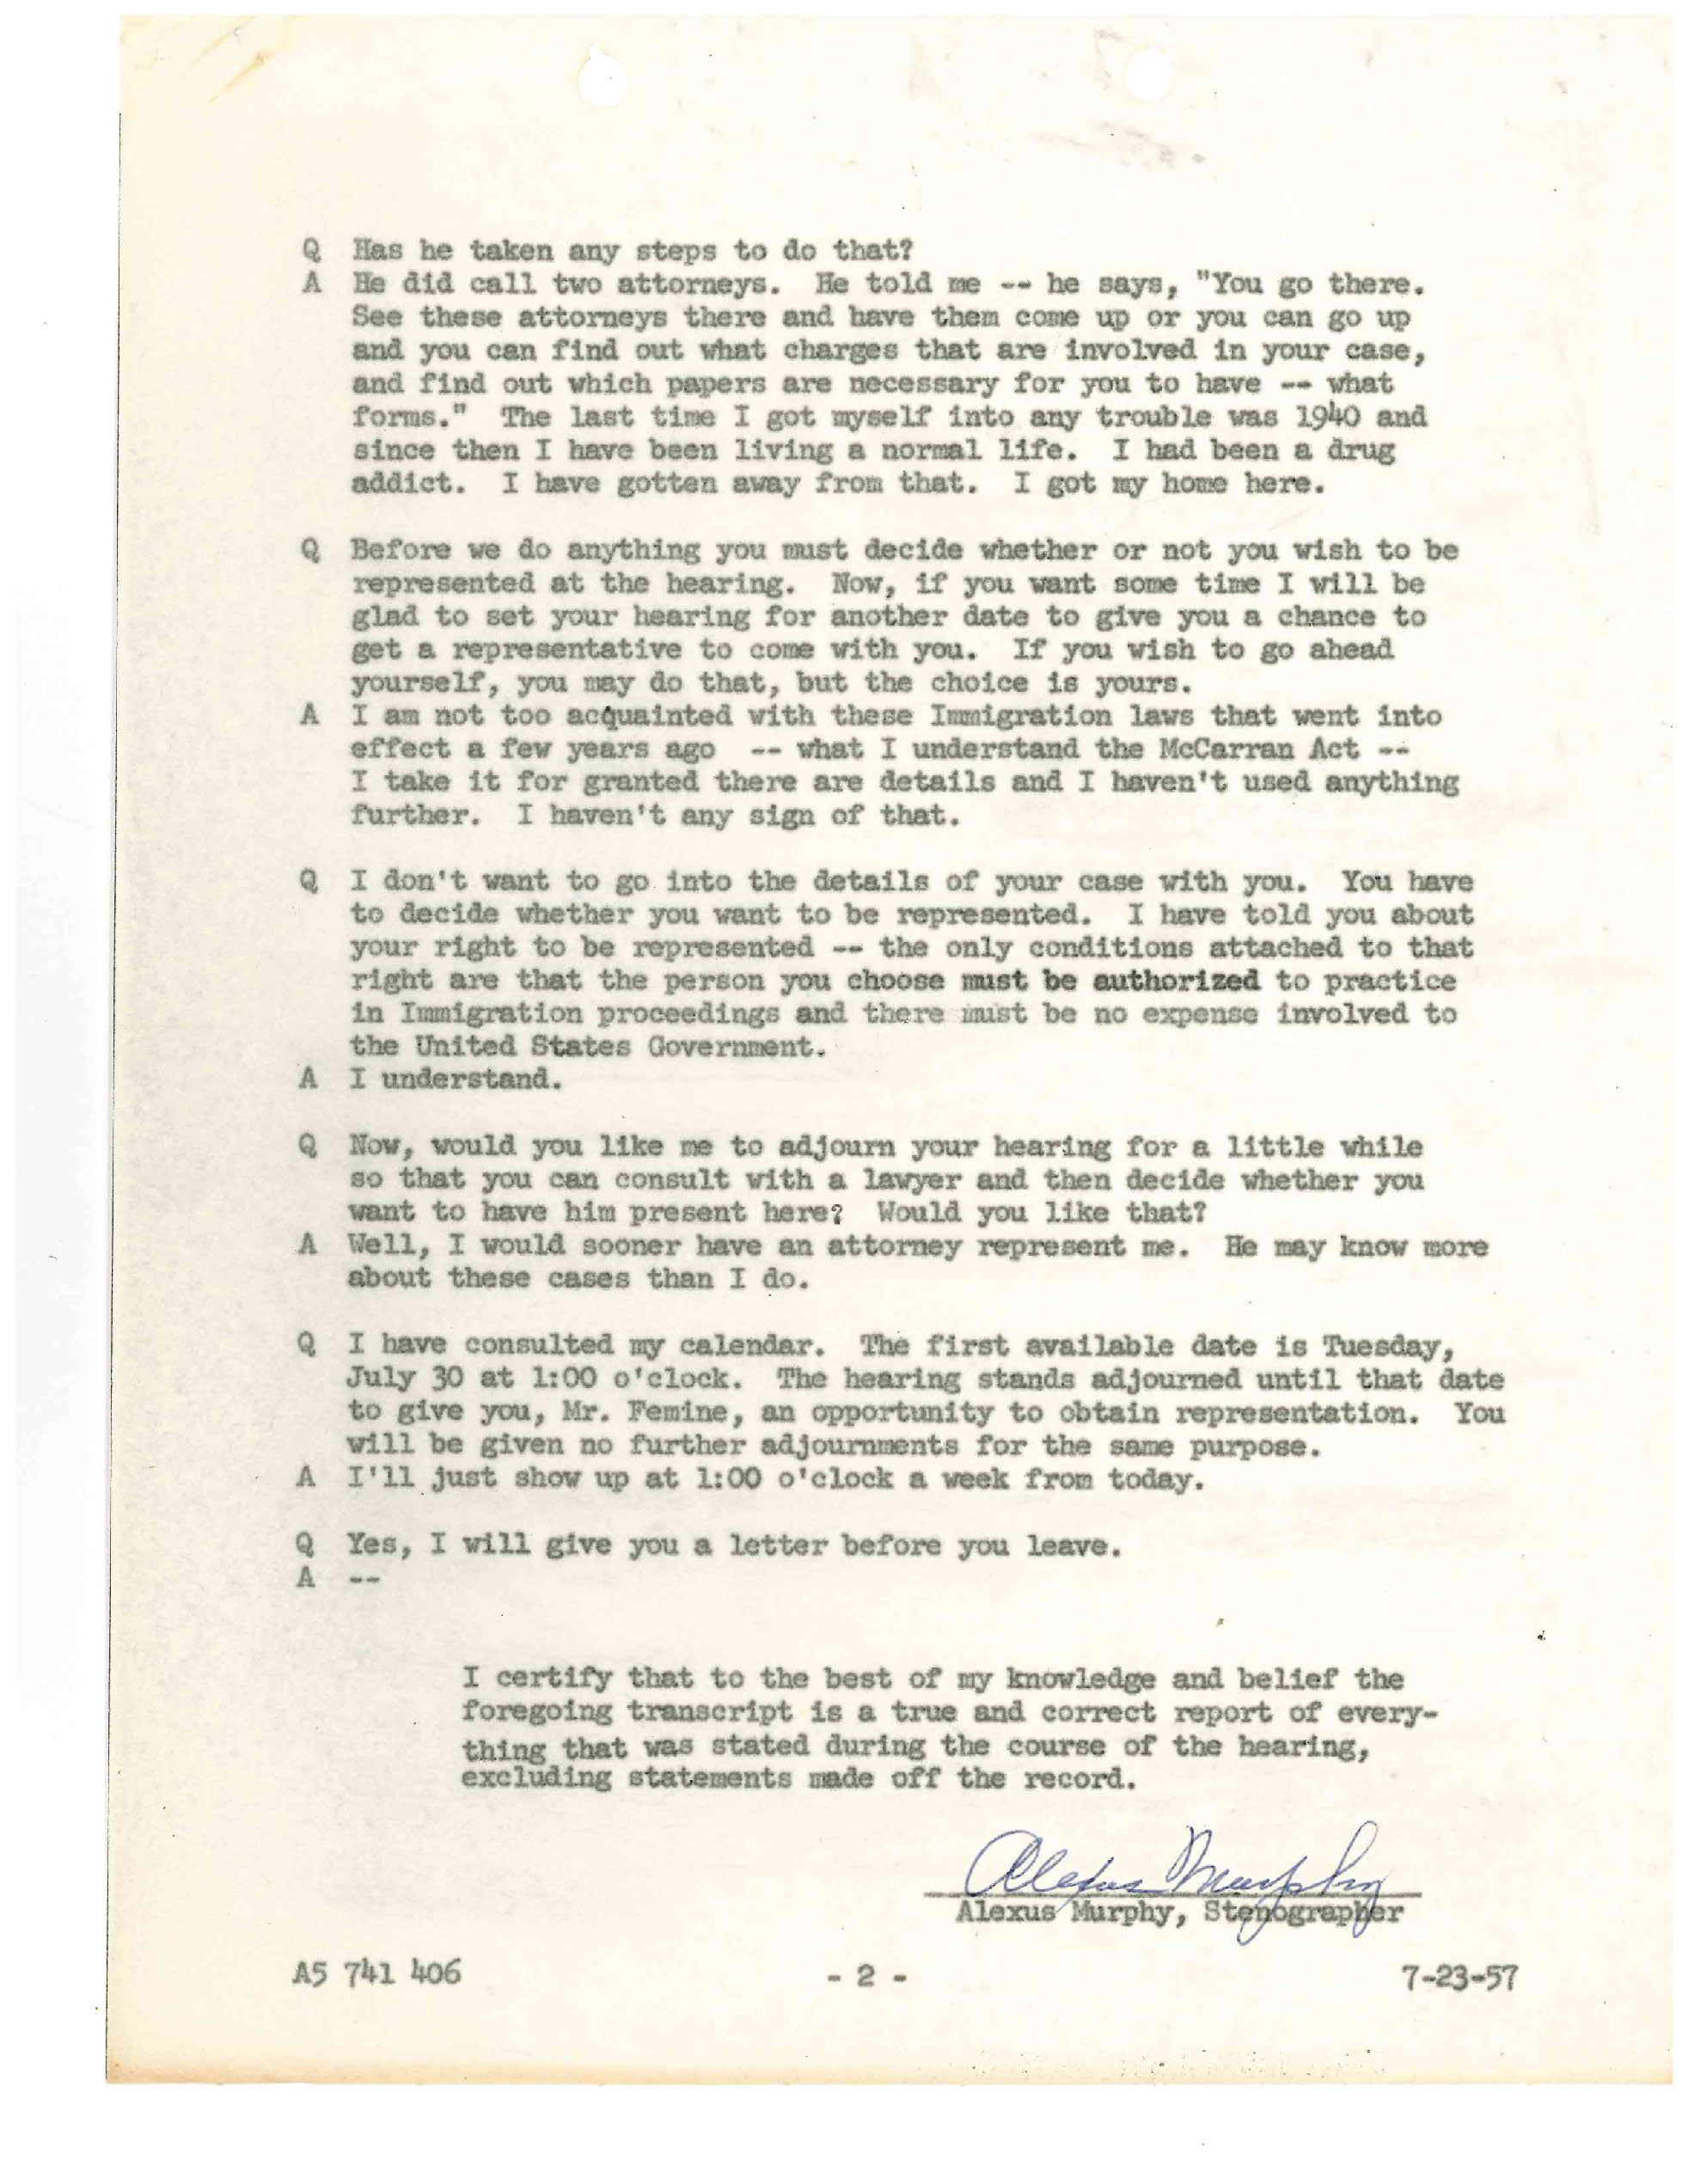 Q Has he taken any steps to do that?
A He did call two attorneys. He told me -- he says, "You go there.
See these attorneys there and have them come up or you can go up
and you can find out what charges that are involved in your case,
and find out which papers are necessary for you to have -- what
forms." The last time I got myself into any trouble was 1940 and
since then I have been living a normal life. I had been a drug
addict. I have gotten away from that. I got my home here.
Q Before we do anything you must decide whether or not you wish to be
represented at the hearing. Now, if you want some time I will be
glad to set your hearing for another date to give you a chance to
get a representative to come with you. If you wish to go ahead
yourself, you may do that, but the choice is yours.
A I am not too acquainted with these Immigration laws that went into
effect a few years ago -- what I understand the McCarran Act --
I take it for granted there are details and I haven't used anything
further. I haven't any sign of that.
Q I don't want to go into the details of your case with you. You have
to decide whether you want to be represented. I have told you about
your right to be represented -- the only conditions attached to that
right are that the person you choose must be authorized to practice
in Immigration proceedings and there must be no expense involved to
the United States Government.
A I understand.
Q Now, would you like me to adjourn your hearing for a little while
so that you can consult with a lawyer and then decide whether you
want to have him present here? Would you like that?
A Well, I would sooner have an attorney represent me. He may know more
about these cases than I do.
Q I have consulted my calendar. The first available date is Tuesday,
July 30 at 1:00 o'clock. The hearing stands adjourned until that date
to give you, Mr. Femine, an opportunity to obtain representation. You
will be given no further adjournments for the same purpose.
A I'll just show up at 1:00 o'clock a week from today.
Q Yes, I will give you a letter before you leave.
A --
I certify that to the best of my knowledge and belief the
foregoing transcript is a true and correct report of every-
thing that was stated during the course of the hearing,
excluding statements made off the record.
Alexus Murphy
Alexus Murphy, Stenographer
A5 741 406 - 2 - 7-23-57